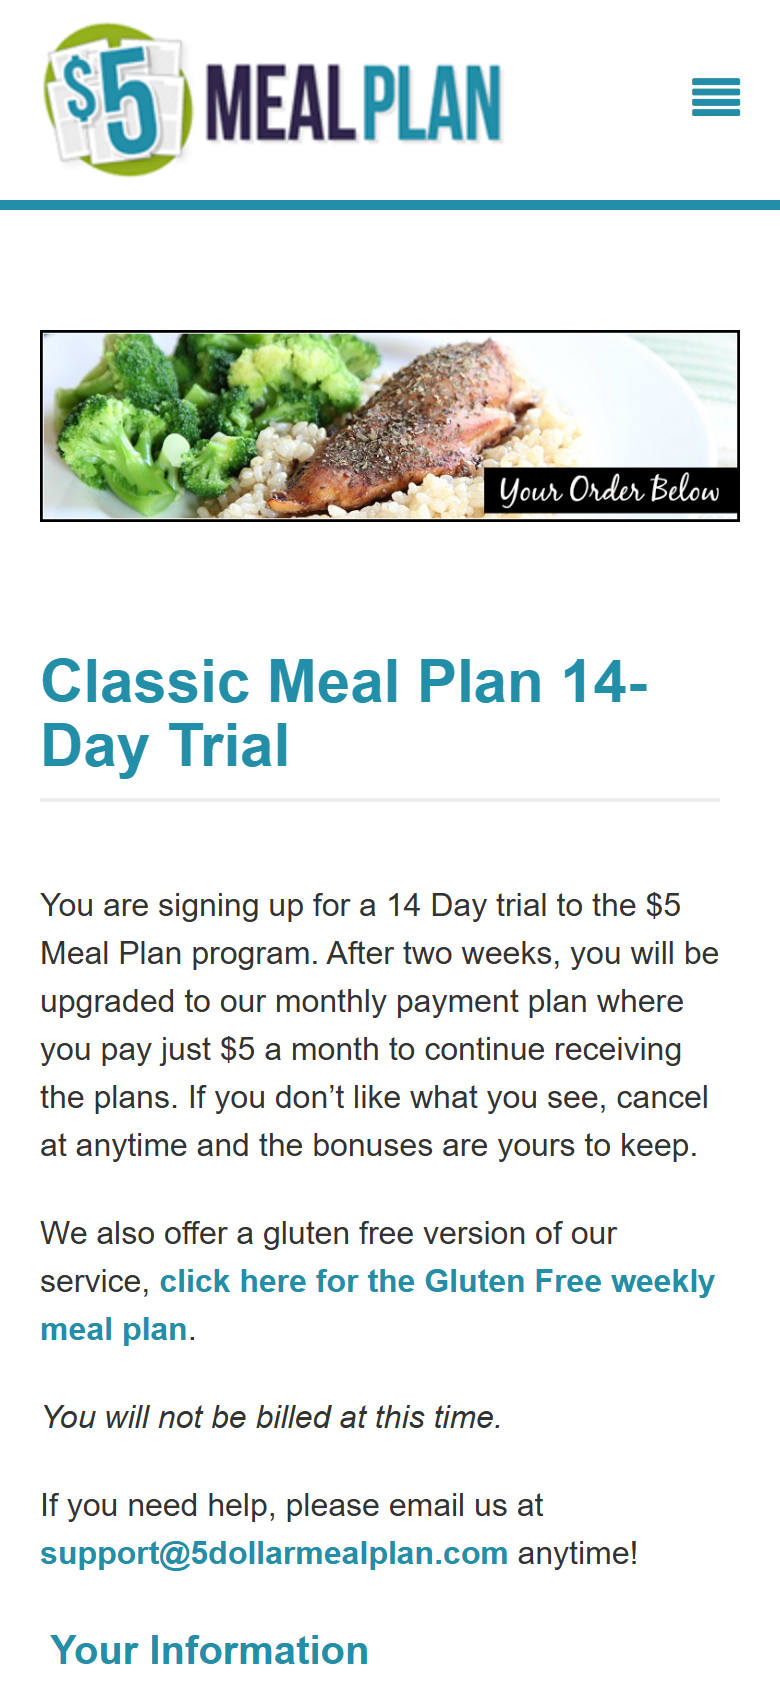 $5 MEAL PLAN
Your Order Below
Classic Meal Plan 14-
Day Trial
You are signing up for a 14 Day trial to the $5
Meal Plan program. After two weeks, you will be
upgraded to our monthly payment plan where
you pay just $5 a month to continue receiving
the plans. If you don’t like what you see, cancel
at anytime and the bonuses are yours to keep.
We also offer a gluten free version of our
service, click here for the Gluten Free weekly
meal plan.
You will not be billed at this time.
If you need help, please email us at
support@5dollarmealplan.com anytime!
Your Information